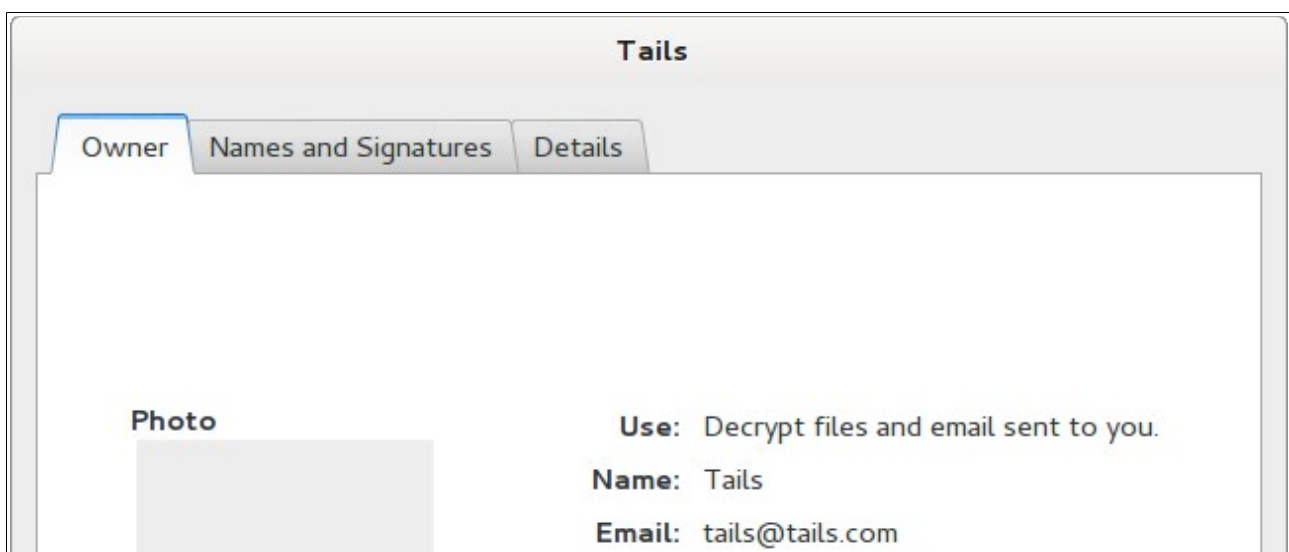 Tails
Owner Names and Signatures Details
Photo
Use: Decrypt files and email sent to you.
Name: Tails
Email: tails@tails.com